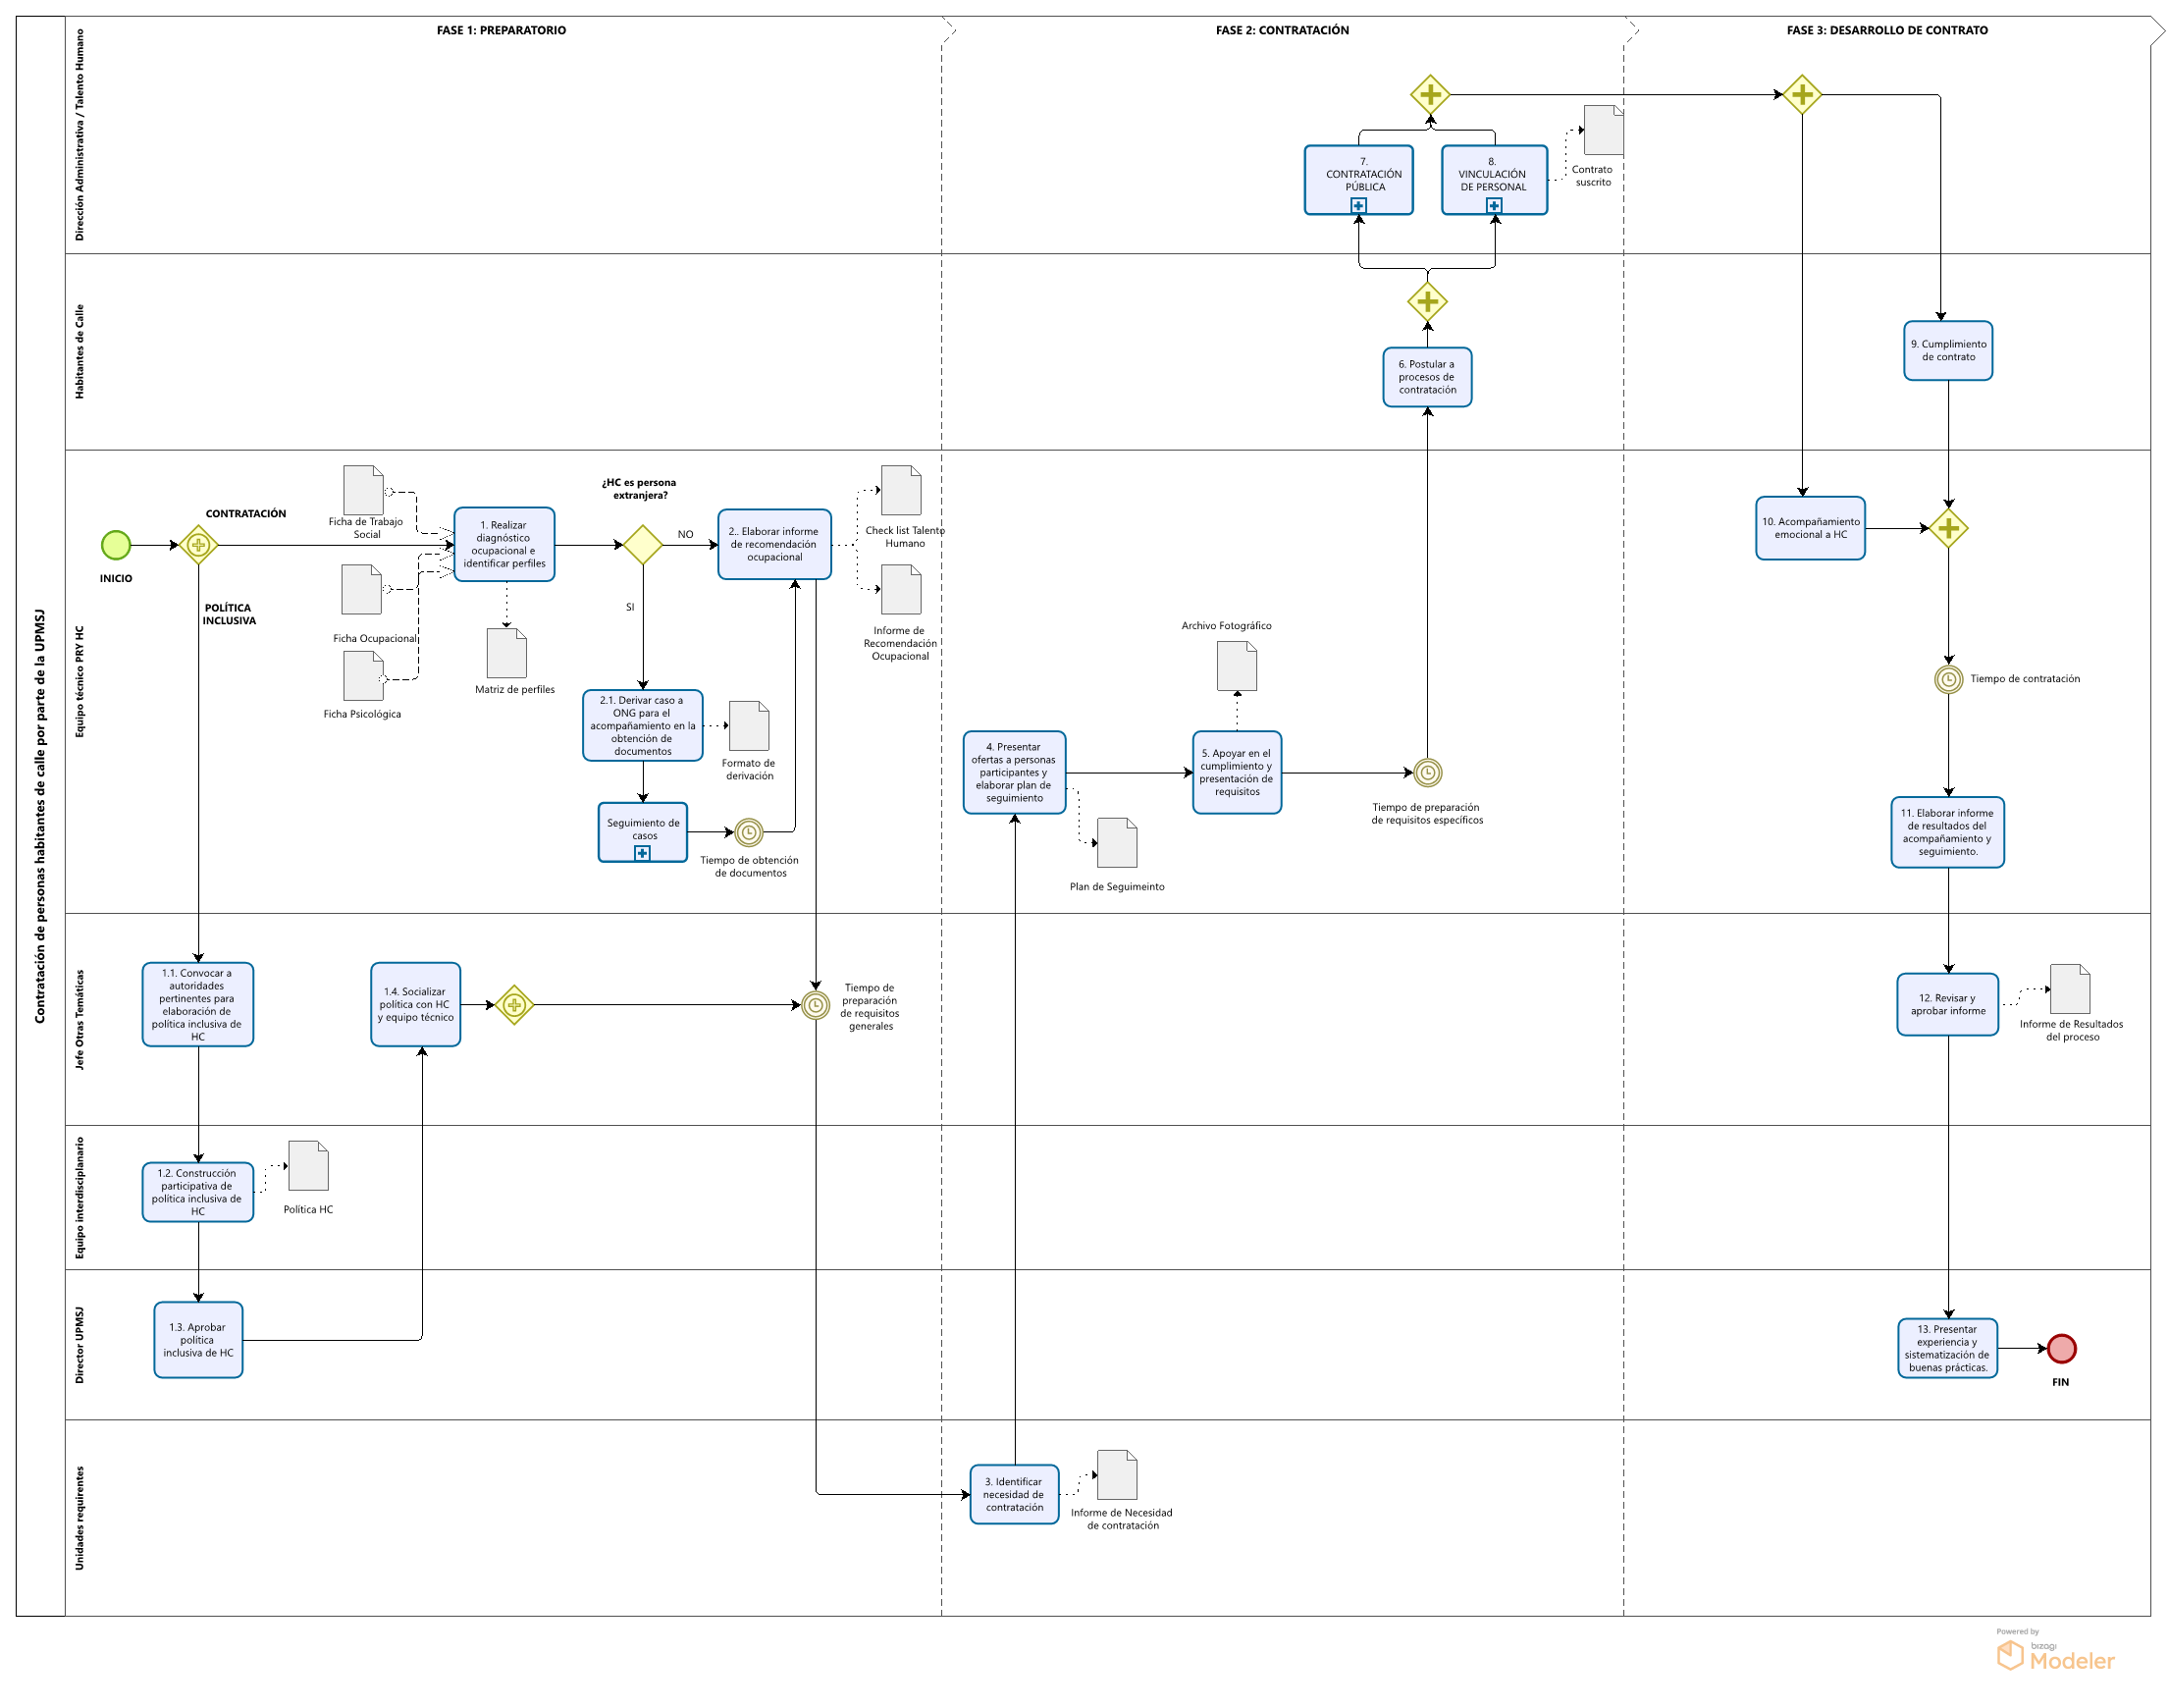 Contratación de personas habitantes de calle por parte de la UPMSJ
FASE 1: PREPARATORIO
FASE 2: CONTRATACIÓN
FASE 3: DESARROLLO DE CONTRATO
Dirección Administrativa / Talento Humano
7.
CONTRATACIÓN
PÚBLICA
8.
VINCULACIÓN
DE PERSONAL
Contrato
suscrito
Habitantes de Calle
6. Postular a
procesos de
contratación
9. Cumplimiento
de contrato
Equipo técnico PRY HC
INICIO
CONTRATACIÓN
POLÍTICA
INCLUSIVA
Ficha de Trabajo
Social
Ficha Ocupacional
Ficha Psicológica
1. Realizar
diagnóstico
ocupacional e
identificar perfiles
Matriz de perfiles
¿HC es persona
extranjera?
NO
SI
2.. Elaborar informe
de recomendación
ocupacional
Check list Talento
Humano
Informe de
Recomendación
Ocupacional
2.1. Derivar caso a
ONG para el
acompañamiento en la
obtención de
documentos
Formato de
derivación
Seguimiento de
casos
Tiempo de obtención
de documentos
4. Presentar
ofertas a personas
participantes y
elaborar plan de
seguimiento
Plan de Seguimeinto
Archivo Fotográfico
5. Apoyar en el
cumplimiento y
presentación de
requisitos
Tiempo de preparación
de requisitos específicos
10. Acompañamiento
emocional a HC
Tiempo de contratación
11. Elaborar informe
de resultados del
acompañamiento y
seguimiento.
Jefe Otras Temáticas
1.1. Convocar a
autoridades
pertinentes para
elaboración de
política inclusiva de
HC
1.4. Socializar
política con HC
y equipo técnico
Tiempo de
preparación
de requisitos
generales
12. Revisar y
aprobar informe
Informe de Resultados
del proceso
Equipo interdisciplanario
1.2. Construcción
participativa de
política inclusiva de
HC
Política HC
Director UPMSJ
1.3. Aprobar
política
inclusiva de HC
13. Presentar
experiencia y
sistematización de
buenas prácticas.
FIN
Unidades requirentes
3. Identificar
necesidad de
contratación
Informe de Necesidad
de contratación
Powered by
bizagi
Modeler